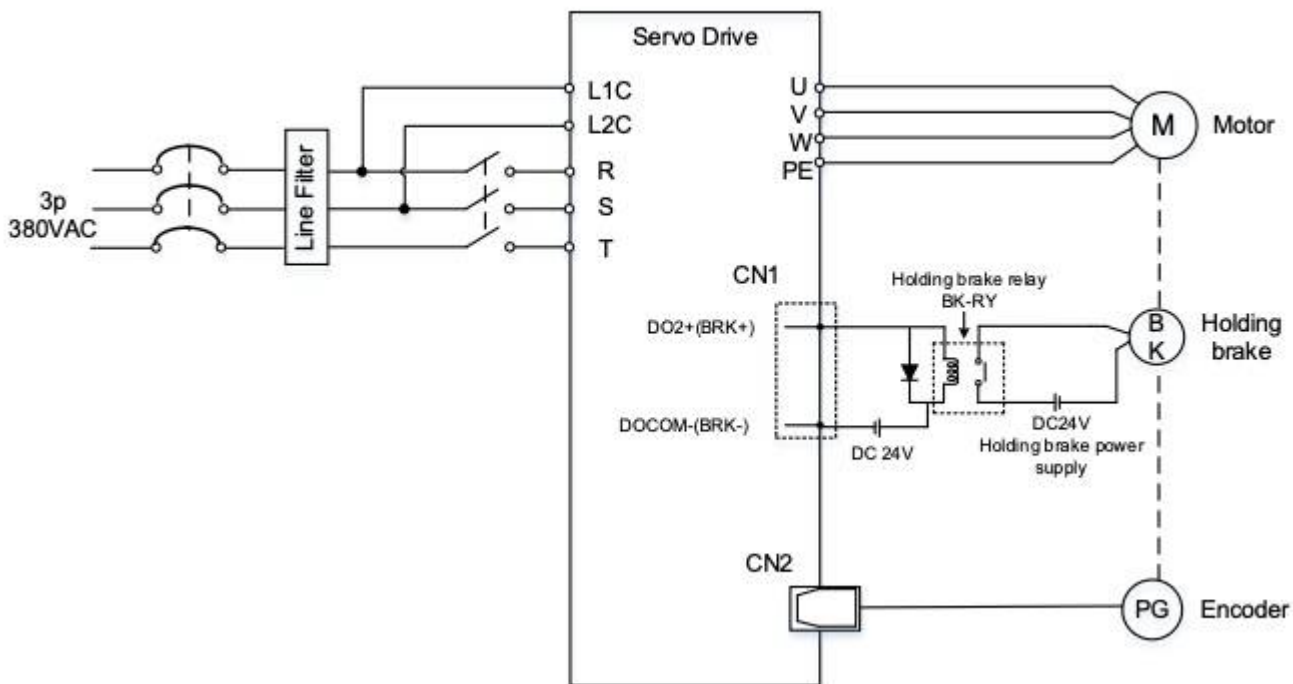 Servo Drive
L1C
L2C
R
S
T
3p
380VAC
Line Filter
U
V
W
PE
M
Motor
CN1
Holding brake relay
BK-RY
DO2+(BRK+)
DOCOM-(BRK-)
DC 24V
DC24V
Holding brake power
supply
B
K
Holding
brake
CN2
PG
Encoder